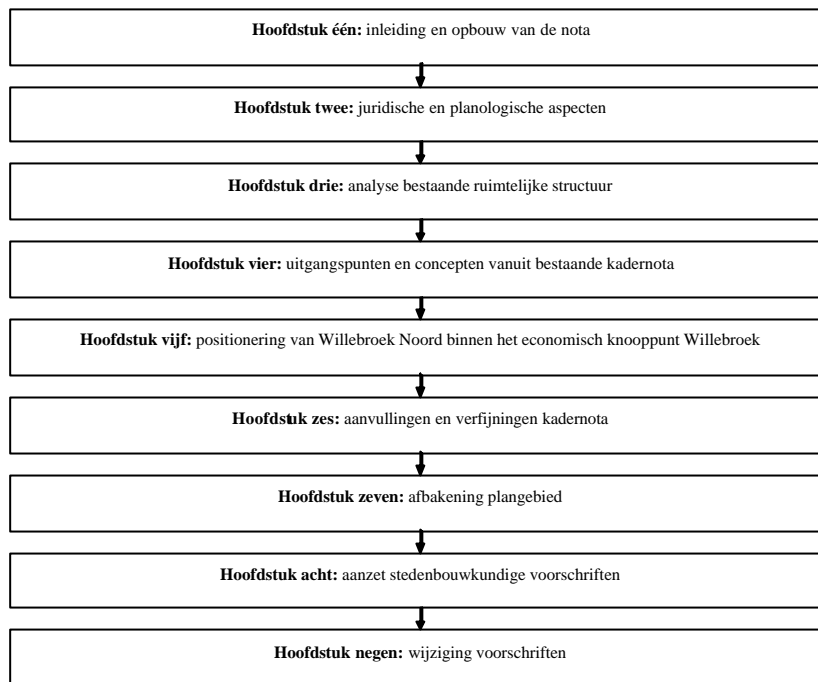 Hoofdstuk één: inleiding en opbouw van de nota
Hoofdstuk twee: juridische en planologische aspecten
Hoofdstuk drie: analyse bestaande ruimtelijke structuur
Hoofdstuk vier: uitgangspunten en concepten vanuit bestaande kadernota
Hoofdstuk vijf: positionering van Willebroek Noord binnen het economisch knooppunt Willebroek
Hoofdstuk zes: aanvullingen en verfijningen kadernota
Hoofdstuk zeven: afbakening plangebied
Hoofdstuk acht: aanzet stedenbouwkundige voorschriften
Hoofdstuk negen: wijziging voorschriften